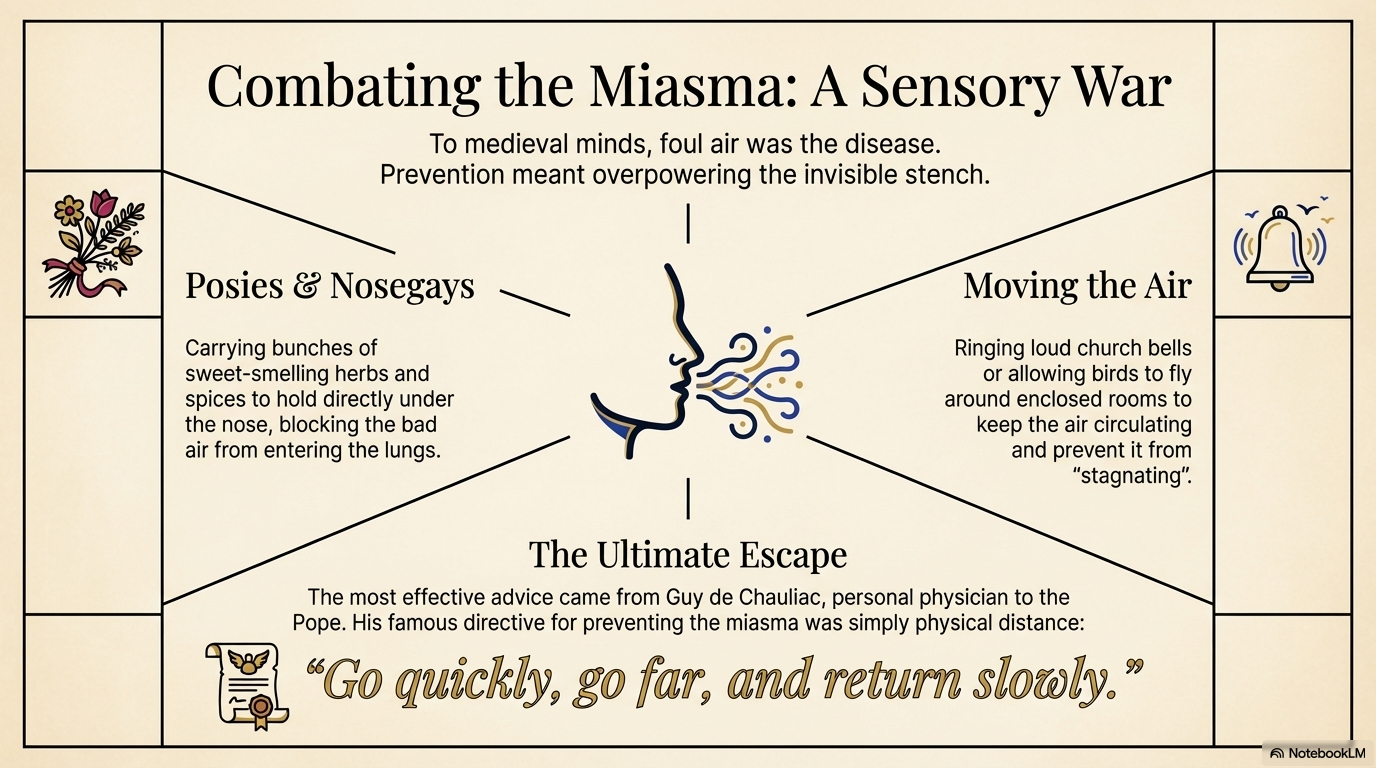 Combating the Miasma: A Sensory War
To medieval minds, foul air was the disease.
Prevention meant overpowering the invisible stench.
Posies & Nosegays
Carrying bunches of
sweet-smelling herbs and
spices to hold directly under
the nose, blocking the bad
air from entering the lungs.
Moving the Air
Ringing loud church bells
or allowing birds to fly
around enclosed rooms to
keep the air circulating
and prevent it from
“stagnating”.
The Ultimate Escape
The most effective advice came from Guy de Chauliac, personal physician to the
Pope. His famous directive for preventing the miasma was simply physical distance:
“Go quickly, go far, and return slowly.”
NotebookLM